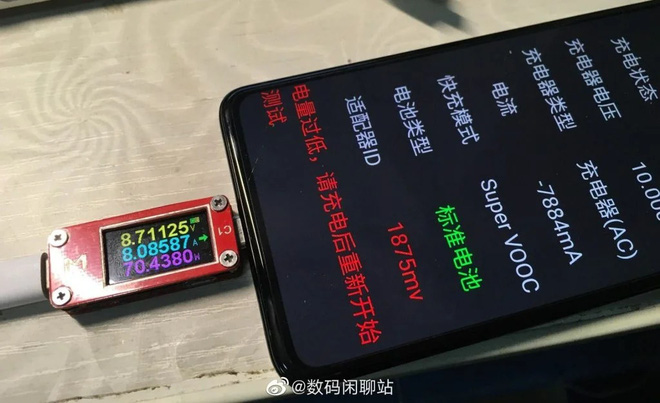 充电状态
充电器电压 10.00
充电器类型 充电器(AC)
电流 -7884mA
快充模式 Super VOOC
电池类型 标准电池
适配器ID 1875mv
电量过低，请充电后重新开始
测试
8.71125V
8.08587A
70.4380W
C1
@数码闲聊站